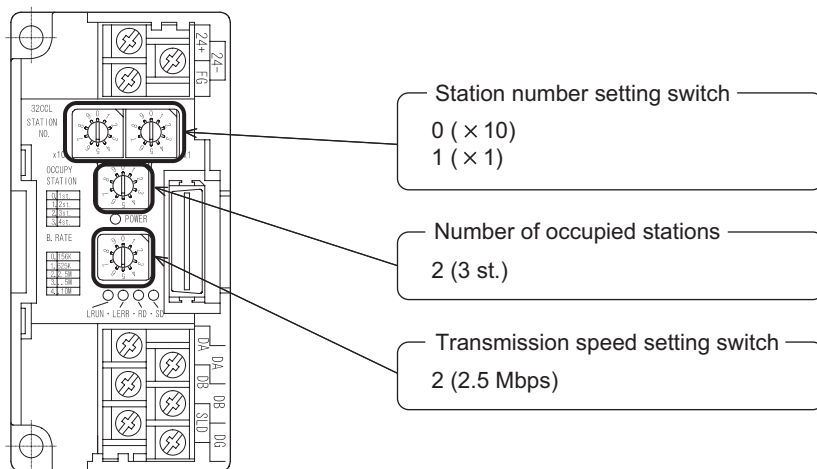 24+
24-
FG
32CCL
STATION
NO.
Station number setting switch
0 ( × 10)
1 ( × 1)
x10
x1
OCCUPY
STATION
0.1st.
1.2st.
2.3st.
3.4st.
POWER
Number of occupied stations
2 (3 st.)
B. RATE
0.156K
1.625K
2.2.5M
3. .5M
4. 10M
LRUN・LERR・RD・SD
Transmission speed setting switch
2 (2.5 Mbps)
DA
DA
DB
DB
SLD
DG